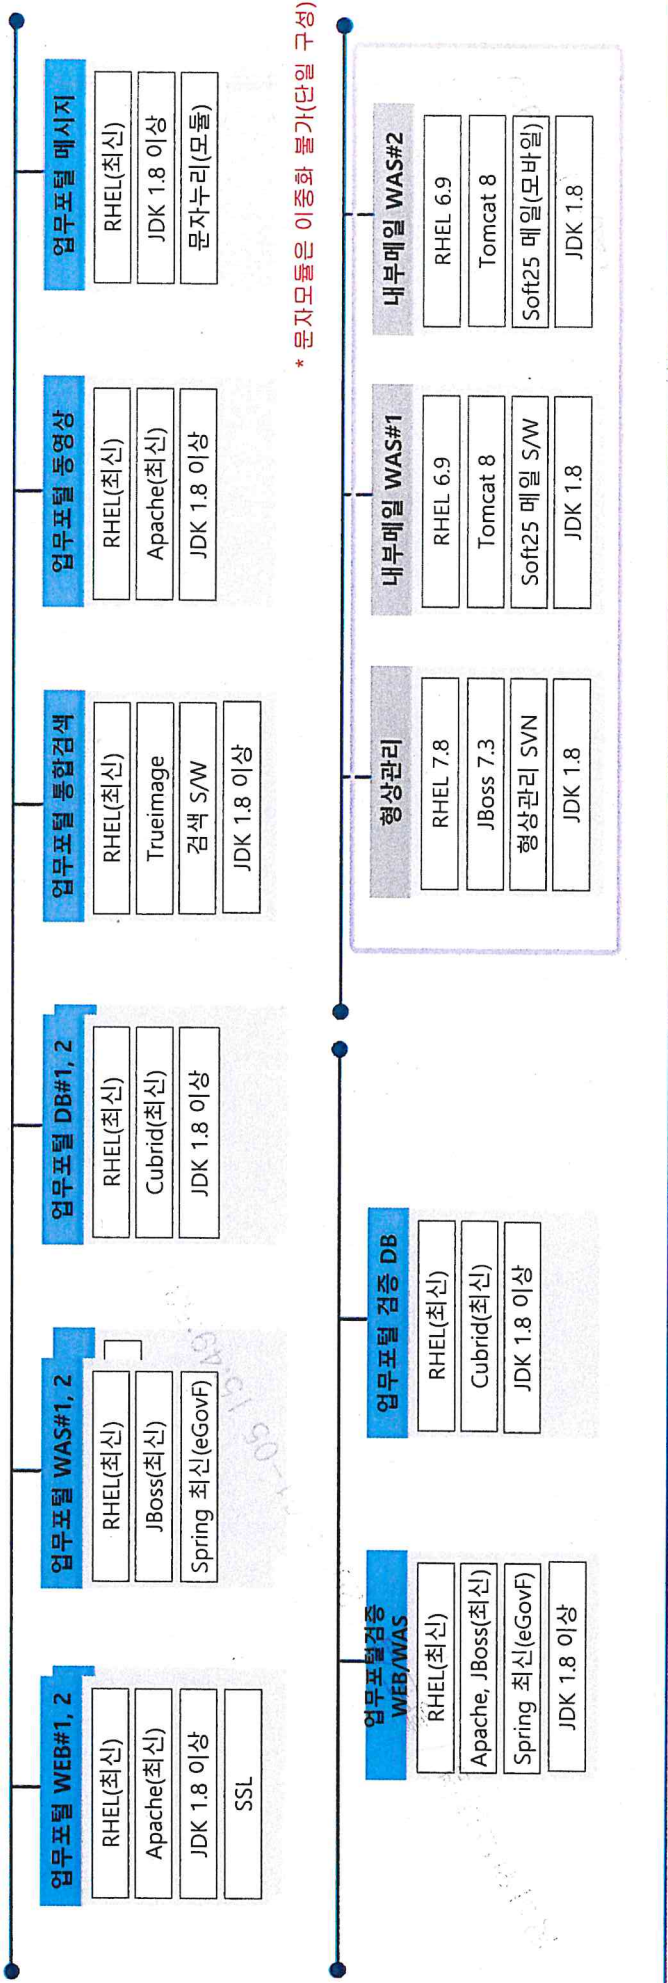 업무포털 WEB#1, 2
RHEL(최신)
Apache(최신)
JDK 1.8 이상
SSL
업무포털 WAS#1, 2
RHEL(최신)
JBoss(최신)
Spring 최신(eGovF)
업무포털 DB#1, 2
RHEL(최신)
Cubrid(최신)
JDK 1.8 이상
업무포털 통합검색
RHEL(최신)
Trueimage
검색 S/W
JDK 1.8 이상
업무포털 동영상
RHEL(최신)
Apache(최신)
JDK 1.8 이상
업무포털 메시지
RHEL(최신)
JDK 1.8 이상
문자누리(모듈)
* 문자모듈은 이중화 불가(단일 구성)
업무포털검증
WEB/WAS
RHEL(최신)
Apache, JBoss(최신)
Spring 최신(eGovF)
JDK 1.8 이상
업무포털 검증 DB
RHEL(최신)
Cubrid(최신)
JDK 1.8 이상
형상관리
RHEL 7.8
JBoss 7.3
형상관리 SVN
JDK 1.8
내부메일 WAS#1
RHEL 6.9
Tomcat 8
Soft25 메일 S/W
JDK 1.8
내부메일 WAS#2
RHEL 6.9
Tomcat 8
Soft25 메일(모바일)
JDK 1.8